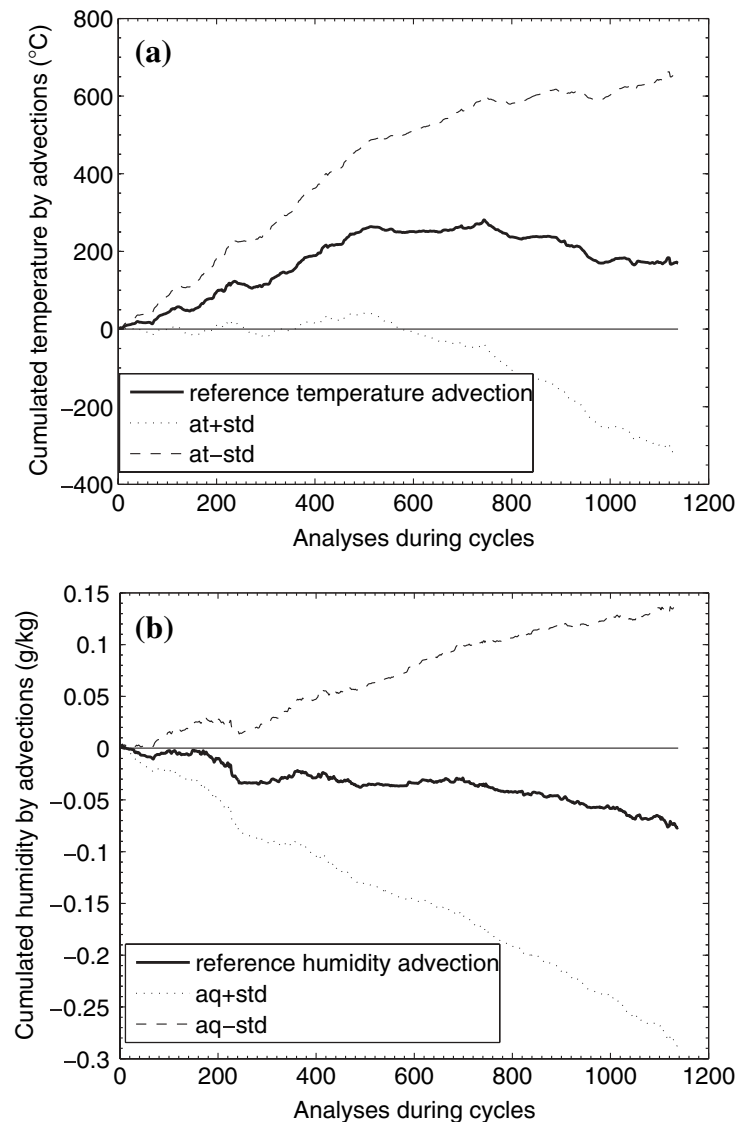 800
600
400
200
0
−200
−400
Cumulated temperature by advections (°C)
(a)
reference temperature advection
at+std
at−std
0 200 400 600 800 1000 1200
Analyses during cycles
0.15
0.1
0.05
0
−0.05
−0.1
−0.15
−0.2
−0.25
−0.3
Cumulated humidity by advections (g/kg)
(b)
reference humidity advection
aq+std
aq−std
0 200 400 600 800 1000 1200
Analyses during cycles